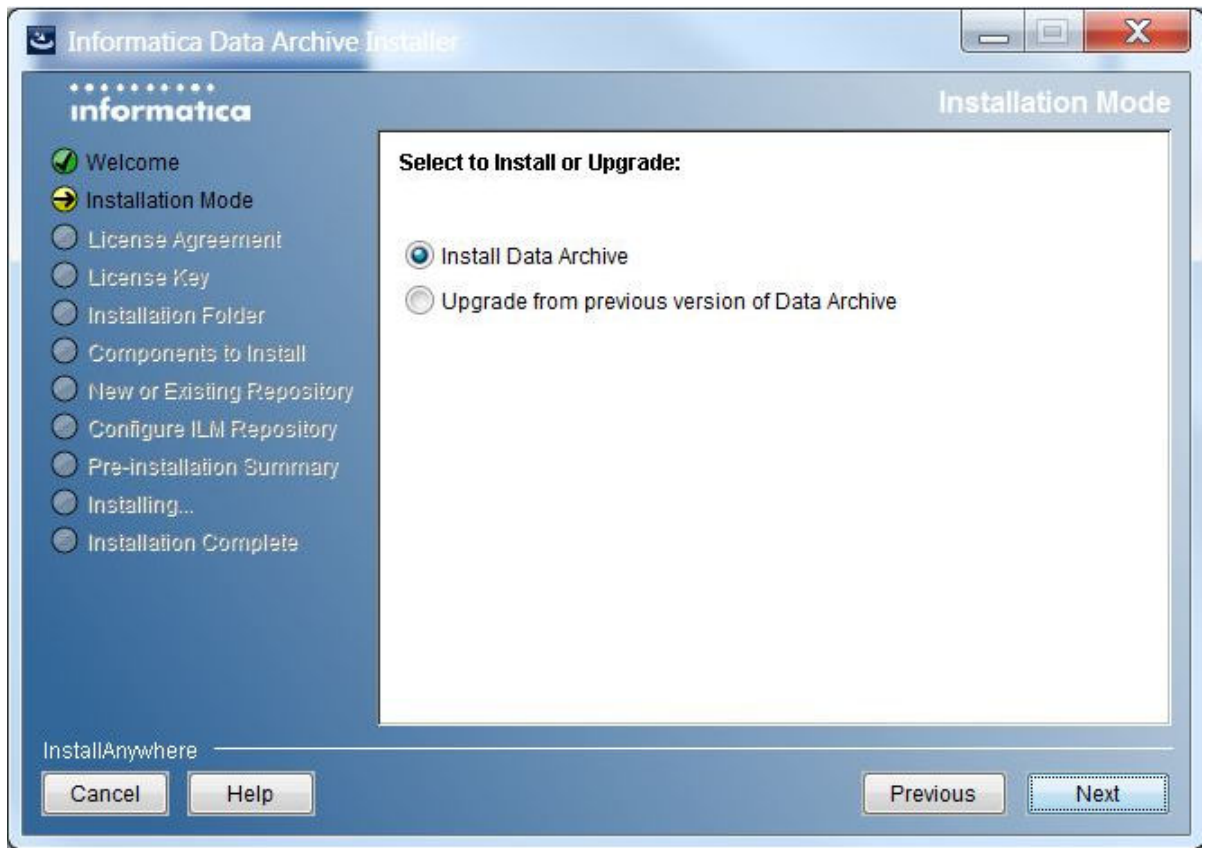 Informatica Data Archive Installer
informatica
Installation Mode
Welcome
Installation Mode
License Agreement
License Key
Installation Folder
Components to Install
New or Existing Repository
Configure ILM Repository
Pre-installation Summary
Installing...
Installation Complete
Select to Install or Upgrade:
Install Data Archive
Upgrade from previous version of Data Archive
InstallAnywhere
Cancel
Help
Previous
Next